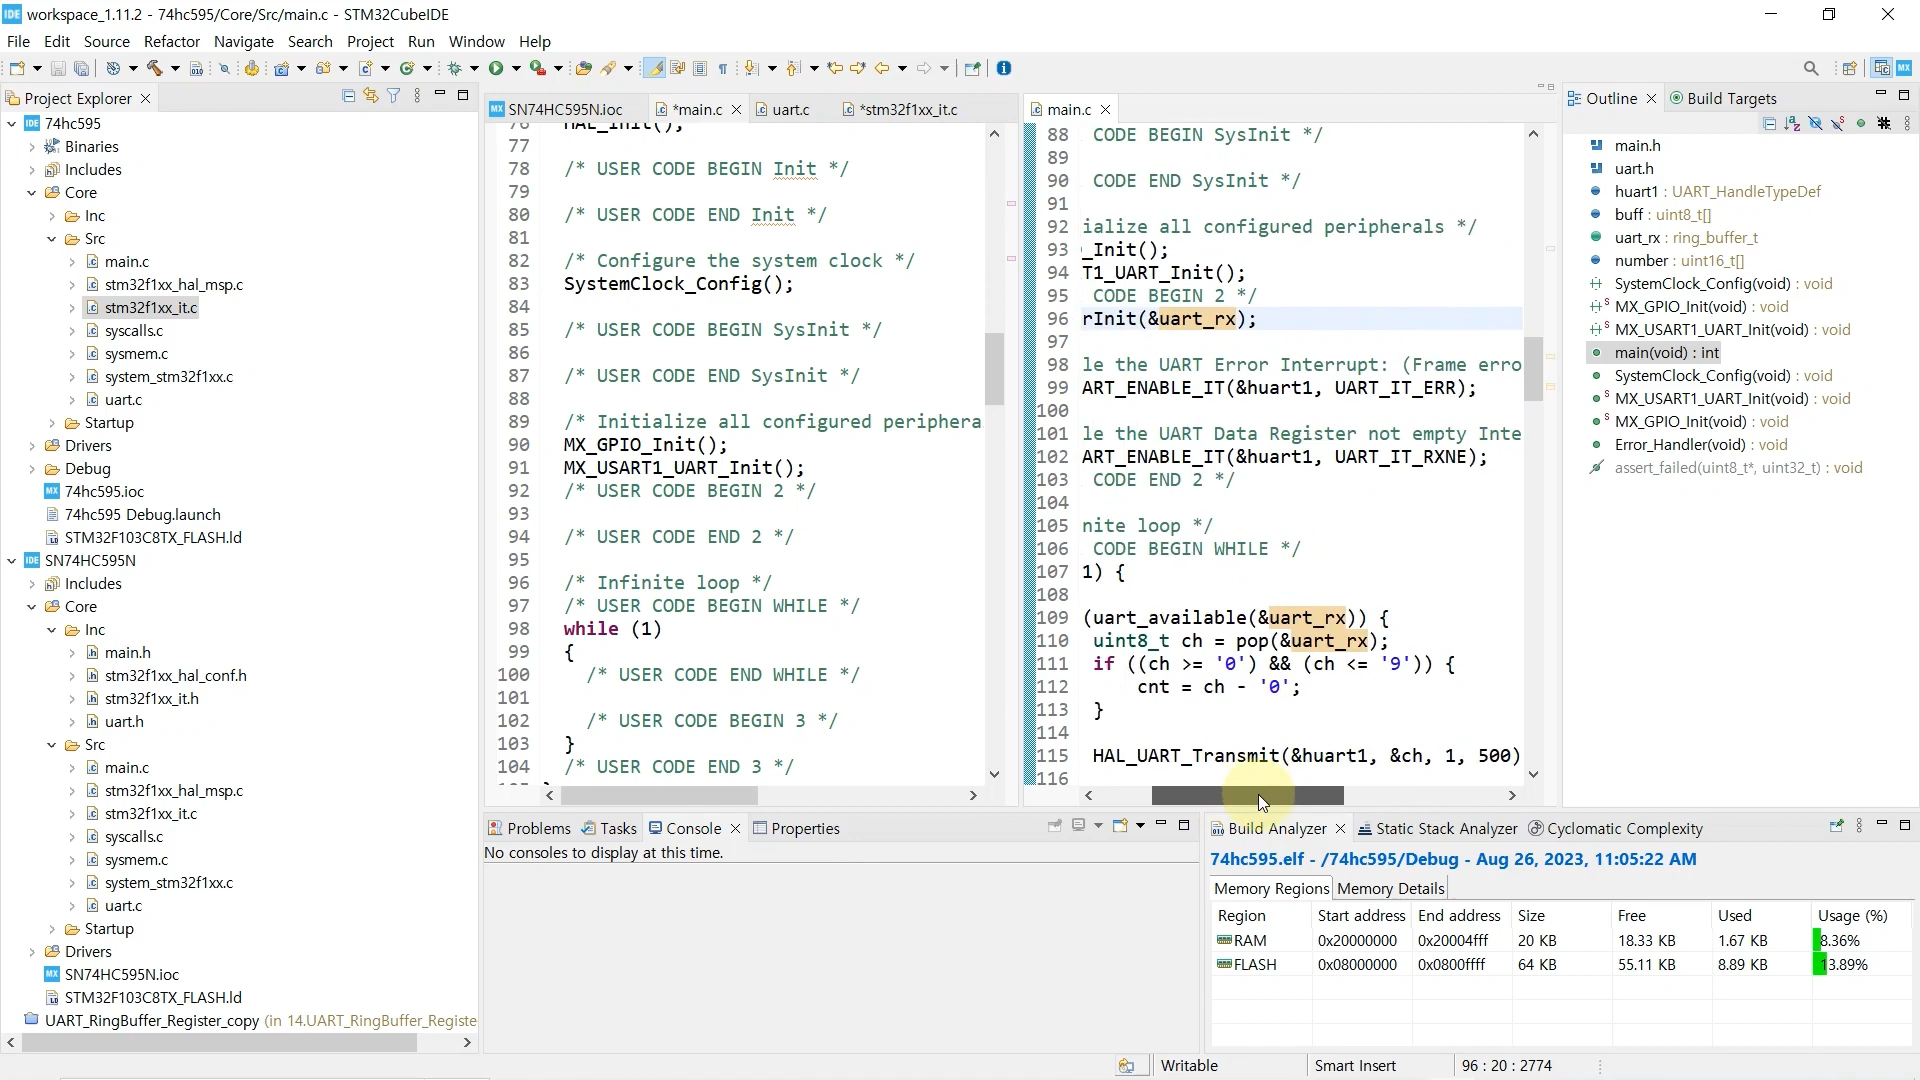 IDE workspace_1.11.2 - 74hc595/Core/Src/main.c - STM32CubeIDE
File Edit Source Refactor Navigate Search Project Run Window Help
Project Explorer
IDE 74hc595
Binaries
Includes
Core
Inc
Src
main.c
stm32f1xx_hal_msp.c
stm32f1xx_it.c
syscalls.c
sysmem.c
system_stm32f1xx.c
uart.c
Startup
Drivers
Debug
MX 74hc595.ioc
74hc595 Debug.launch
STM32F103C8TX_FLASH.ld
IDE SN74HC595N
Includes
Core
Inc
main.h
stm32f1xx_hal_conf.h
stm32f1xx_it.h
uart.h
Src
main.c
stm32f1xx_hal_msp.c
stm32f1xx_it.c
syscalls.c
sysmem.c
system_stm32f1xx.c
uart.c
Startup
Drivers
MX SN74HC595N.ioc
STM32F103C8TX_FLASH.ld
UART_RingBuffer_Register_copy (in 14.UART_RingBuffer_Registe
MX SN74HC595N.ioc *main.c uart.c *stm32f1xx_it.c
76 HAL_Init();
77
78 /* USER CODE BEGIN Init */
79
80 /* USER CODE END Init */
81
82 /* Configure the system clock */
83 SystemClock_Config();
84
85 /* USER CODE BEGIN SysInit */
86
87 /* USER CODE END SysInit */
88
89 /* Initialize all configured periphera
90 MX_GPIO_Init();
91 MX_USART1_UART_Init();
92 /* USER CODE BEGIN 2 */
93
94 /* USER CODE END 2 */
95
96 /* Infinite loop */
97 /* USER CODE BEGIN WHILE */
98 while (1)
99 {
100 /* USER CODE END WHILE */
101
102 /* USER CODE BEGIN 3 */
103 }
104 /* USER CODE END 3 */
main.c
88 CODE BEGIN SysInit */
89
90 CODE END SysInit */
91
92 ialize all configured peripherals */
93 _Init();
94 T1_UART_Init();
95 CODE BEGIN 2 */
96 rInit(&uart_rx);
97
98 le the UART Error Interrupt: (Frame erro
99 ART_ENABLE_IT(&huart1, UART_IT_ERR);
100
101 le the UART Data Register not empty Inte
102 ART_ENABLE_IT(&huart1, UART_IT_RXNE);
103 CODE END 2 */
104
105 nite loop */
106 CODE BEGIN WHILE */
107 1) {
108
109 (uart_available(&uart_rx)) {
110 uint8_t ch = pop(&uart_rx);
111 if ((ch >= '0') && (ch <= '9')) {
112 cnt = ch - '0';
113 }
114
115 HAL_UART_Transmit(&huart1, &ch, 1, 500)
116
Outline Build Targets
main.h
uart.h
huart1 : UART_HandleTypeDef
buff : uint8_t[]
uart_rx : ring_buffer_t
number : uint16_t[]
SystemClock_Config(void) : void
S MX_GPIO_Init(void) : void
S MX_USART1_UART_Init(void) : void
main(void) : int
SystemClock_Config(void) : void
S MX_USART1_UART_Init(void) : void
S MX_GPIO_Init(void) : void
Error_Handler(void) : void
assert_failed(uint8_t*, uint32_t) : void
Problems Tasks Console Properties
No consoles to display at this time.
Build Analyzer Static Stack Analyzer Cyclomatic Complexity
74hc595.elf - /74hc595/Debug - Aug 26, 2023, 11:05:22 AM
Memory Regions Memory Details
Region Start address End address Size Free Used Usage (%)
RAM 0x20000000 0x20004fff 20 KB 18.33 KB 1.67 KB 8.36%
FLASH 0x08000000 0x0800ffff 64 KB 55.11 KB 8.89 KB 13.89%
Writable Smart Insert 96 : 20 : 2774